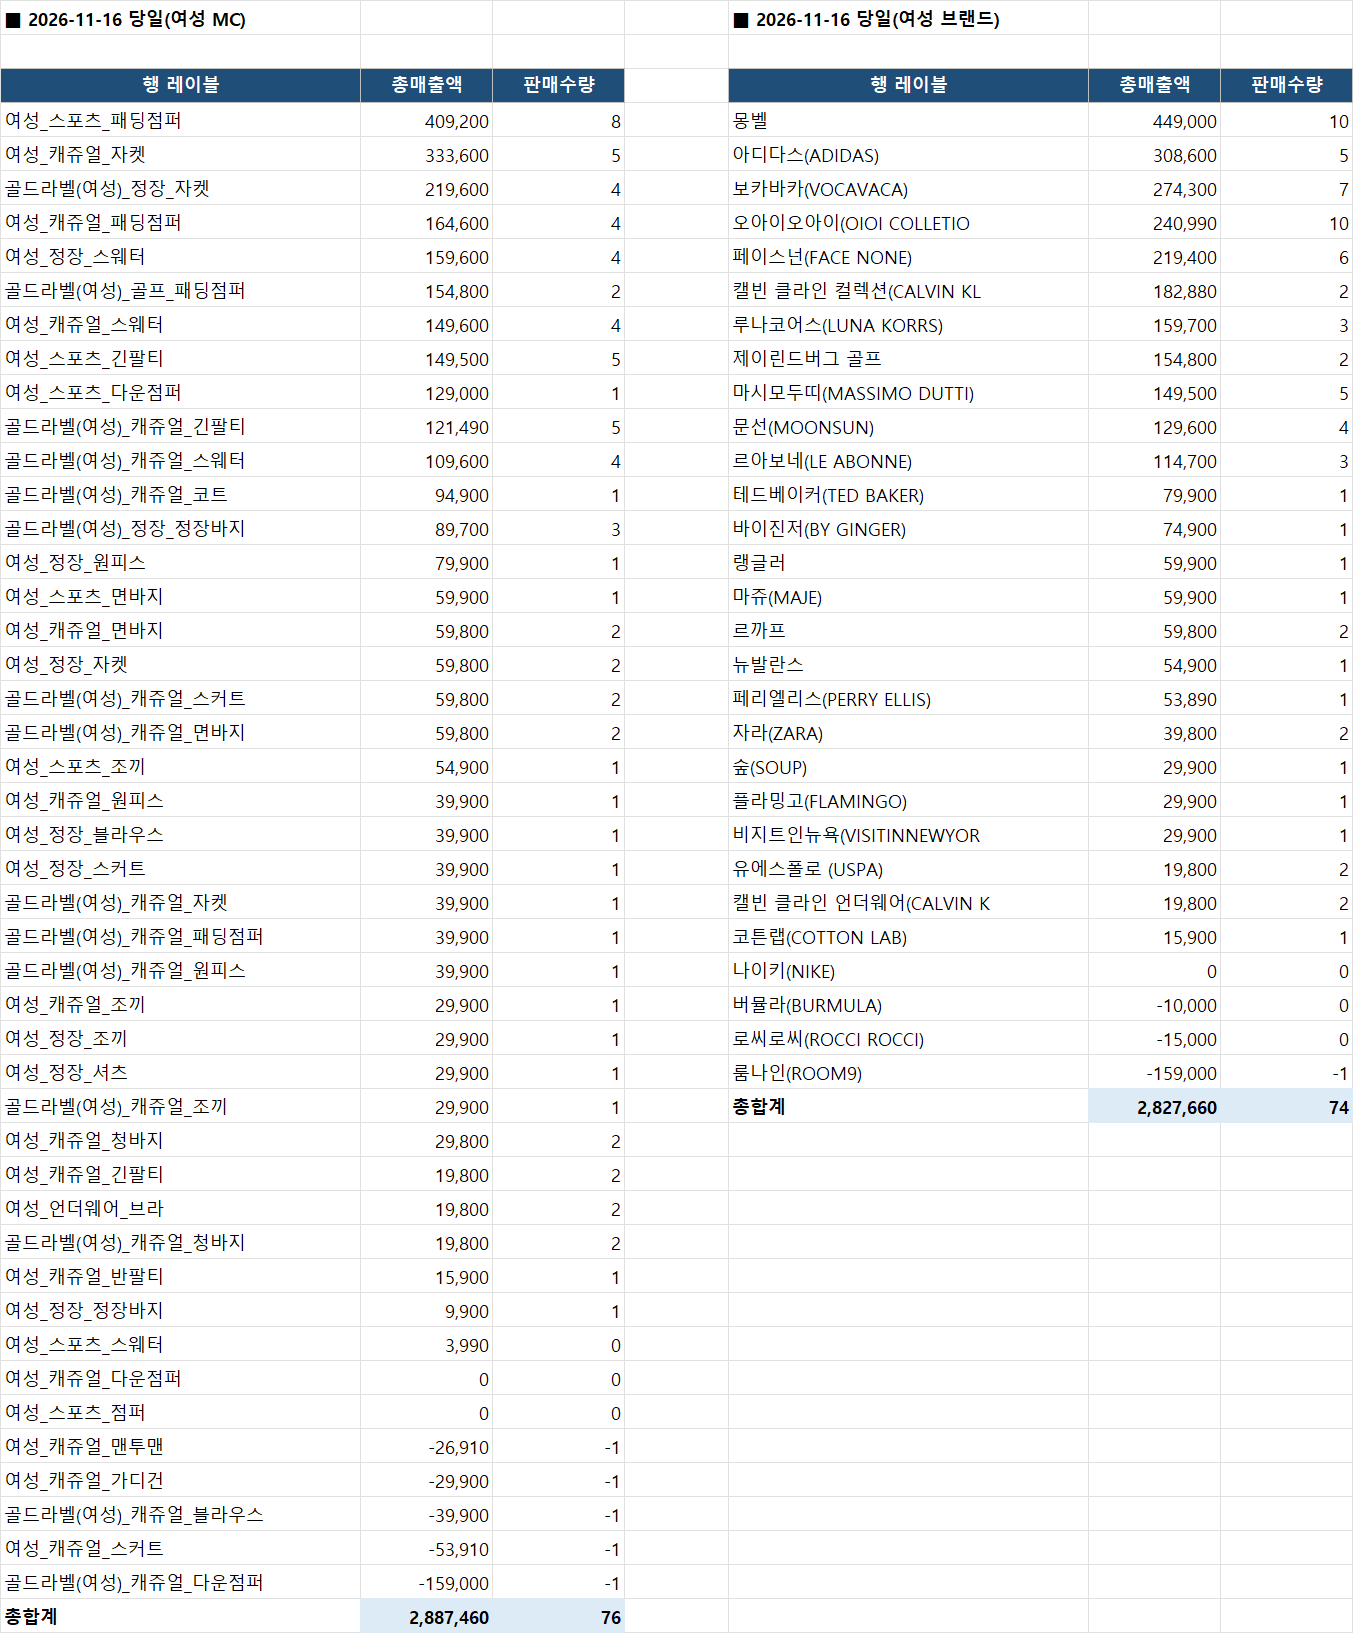 ■ 2026-11-16 당일(여성 MC) ■ 2026-11-16 당일(여성 브랜드)
행 레이블 총매출액 판매수량 행 레이블 총매출액 판매수량
여성_스포츠_패딩점퍼 409,200 8 몽벨 449,000 10
여성_캐쥬얼_자켓 333,600 5 아디다스(ADIDAS) 308,600 5
골드라벨(여성)_정장_자켓 219,600 4 보카바카(VOCAVACA) 274,300 7
여성_캐쥬얼_패딩점퍼 164,600 4 오아이오아이(OIOI COLLETIO 240,990 10
여성_정장_스웨터 159,600 4 페이스넌(FACE NONE) 219,400 6
골드라벨(여성)_골프_패딩점퍼 154,800 2 캘빈 클라인 컬렉션(CALVIN KL 182,880 2
여성_캐쥬얼_스웨터 149,600 4 루나코어스(LUNA KORRS) 159,700 3
여성_스포츠_긴팔티 149,500 5 제이린드버그 골프 154,800 2
여성_스포츠_다운점퍼 129,000 1 마시모두띠(MASSIMO DUTTI) 149,500 5
골드라벨(여성)_캐쥬얼_긴팔티 121,490 5 문선(MOONSUN) 129,600 4
골드라벨(여성)_캐쥬얼_스웨터 109,600 4 르아보네(LE ABONNE) 114,700 3
골드라벨(여성)_캐쥬얼_코트 94,900 1 테드베이커(TED BAKER) 79,900 1
골드라벨(여성)_정장_정장바지 89,700 3 바이진저(BY GINGER) 74,900 1
여성_정장_원피스 79,900 1 랭글러 59,900 1
여성_스포츠_면바지 59,900 1 마쥬(MAJE) 59,900 1
여성_캐쥬얼_면바지 59,800 2 르까프 59,800 2
여성_정장_자켓 59,800 2 뉴발란스 54,900 1
골드라벨(여성)_캐쥬얼_스커트 59,800 2 페리엘리스(PERRY ELLIS) 53,890 1
골드라벨(여성)_캐쥬얼_면바지 59,800 2 자라(ZARA) 39,800 2
여성_스포츠_조끼 54,900 1 숲(SOUP) 29,900 1
여성_캐쥬얼_원피스 39,900 1 플라밍고(FLAMINGO) 29,900 1
여성_정장_블라우스 39,900 1 비지트인뉴욕(VISITINNEWYOR 29,900 1
여성_정장_스커트 39,900 1 유에스폴로 (USPA) 19,800 2
골드라벨(여성)_캐쥬얼_자켓 39,900 1 캘빈 클라인 언더웨어(CALVIN K 19,800 2
골드라벨(여성)_캐쥬얼_패딩점퍼 39,900 1 코튼랩(COTTON LAB) 15,900 1
골드라벨(여성)_캐쥬얼_원피스 39,900 1 나이키(NIKE) 0 0
여성_캐쥬얼_조끼 29,900 1 버뮬라(BURMULA) -10,000 0
여성_정장_조끼 29,900 1 로씨로씨(ROCCI ROCCI) -15,000 0
여성_정장_셔츠 29,900 1 룸나인(ROOM9) -159,000 -1
골드라벨(여성)_캐쥬얼_조끼 29,900 1 총합계 2,827,660 74
여성_캐쥬얼_청바지 29,800 2
여성_캐쥬얼_긴팔티 19,800 2
여성_언더웨어_브라 19,800 2
골드라벨(여성)_캐쥬얼_청바지 19,800 2
여성_캐쥬얼_반팔티 15,900 1
여성_정장_정장바지 9,900 1
여성_스포츠_스웨터 3,990 0
여성_캐쥬얼_다운점퍼 0 0
여성_스포츠_점퍼 0 0
여성_캐쥬얼_맨투맨 -26,910 -1
여성_캐쥬얼_가디건 -29,900 -1
골드라벨(여성)_캐쥬얼_블라우스 -39,900 -1
여성_캐쥬얼_스커트 -53,910 -1
골드라벨(여성)_캐쥬얼_다운점퍼 -159,000 -1
총합계 2,887,460 76